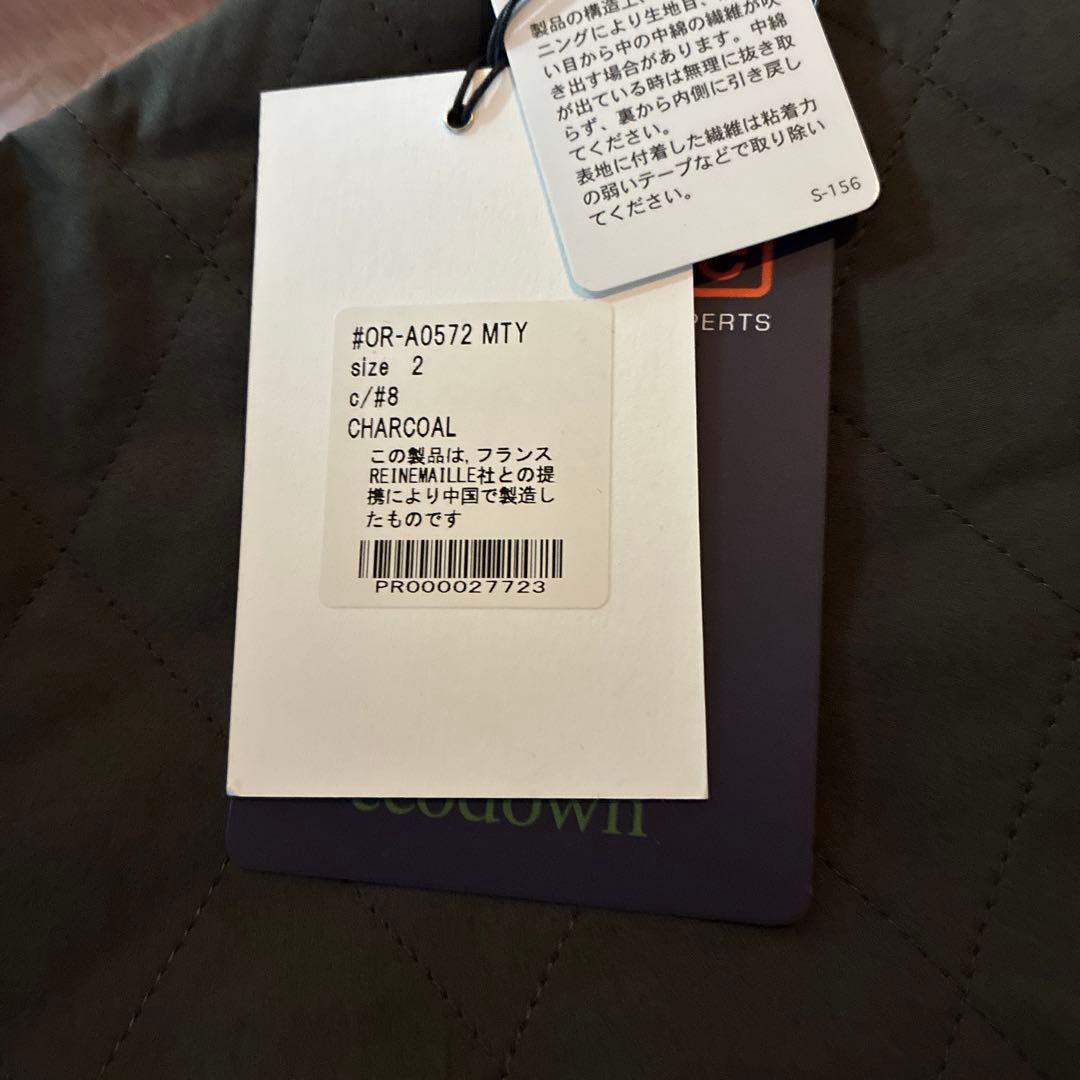 製品の構造上、
ニングにより生地目、
い目から中の中綿の繊維が吹
き出す場合があります。中綿
が出ている時は無理に抜き取
らず、裏から内側に引き戻し
てください。
表地に付着した繊維は粘着力
の弱いテープなどで取り除い
てください。
S-156
PERTS
#OR-A0572 MTY
size 2
c/#8
CHARCOAL
この製品は,フランス
REINEMAILLE社との提
携により中国で製造し
たものです
PR000027723
ecodown